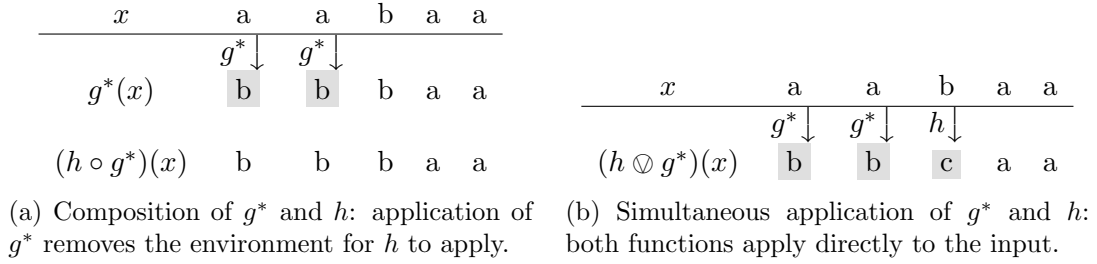 x a a b a a
g* g*
g*(x) b b b a a
(h ∘ g*)(x) b b b a a
(a) Composition of g* and h: application of
g* removes the environment for h to apply.
x a a b a a
g* g* h
(h ⦸ g*)(x) b b c a a
(b) Simultaneous application of g* and h:
both functions apply directly to the input.